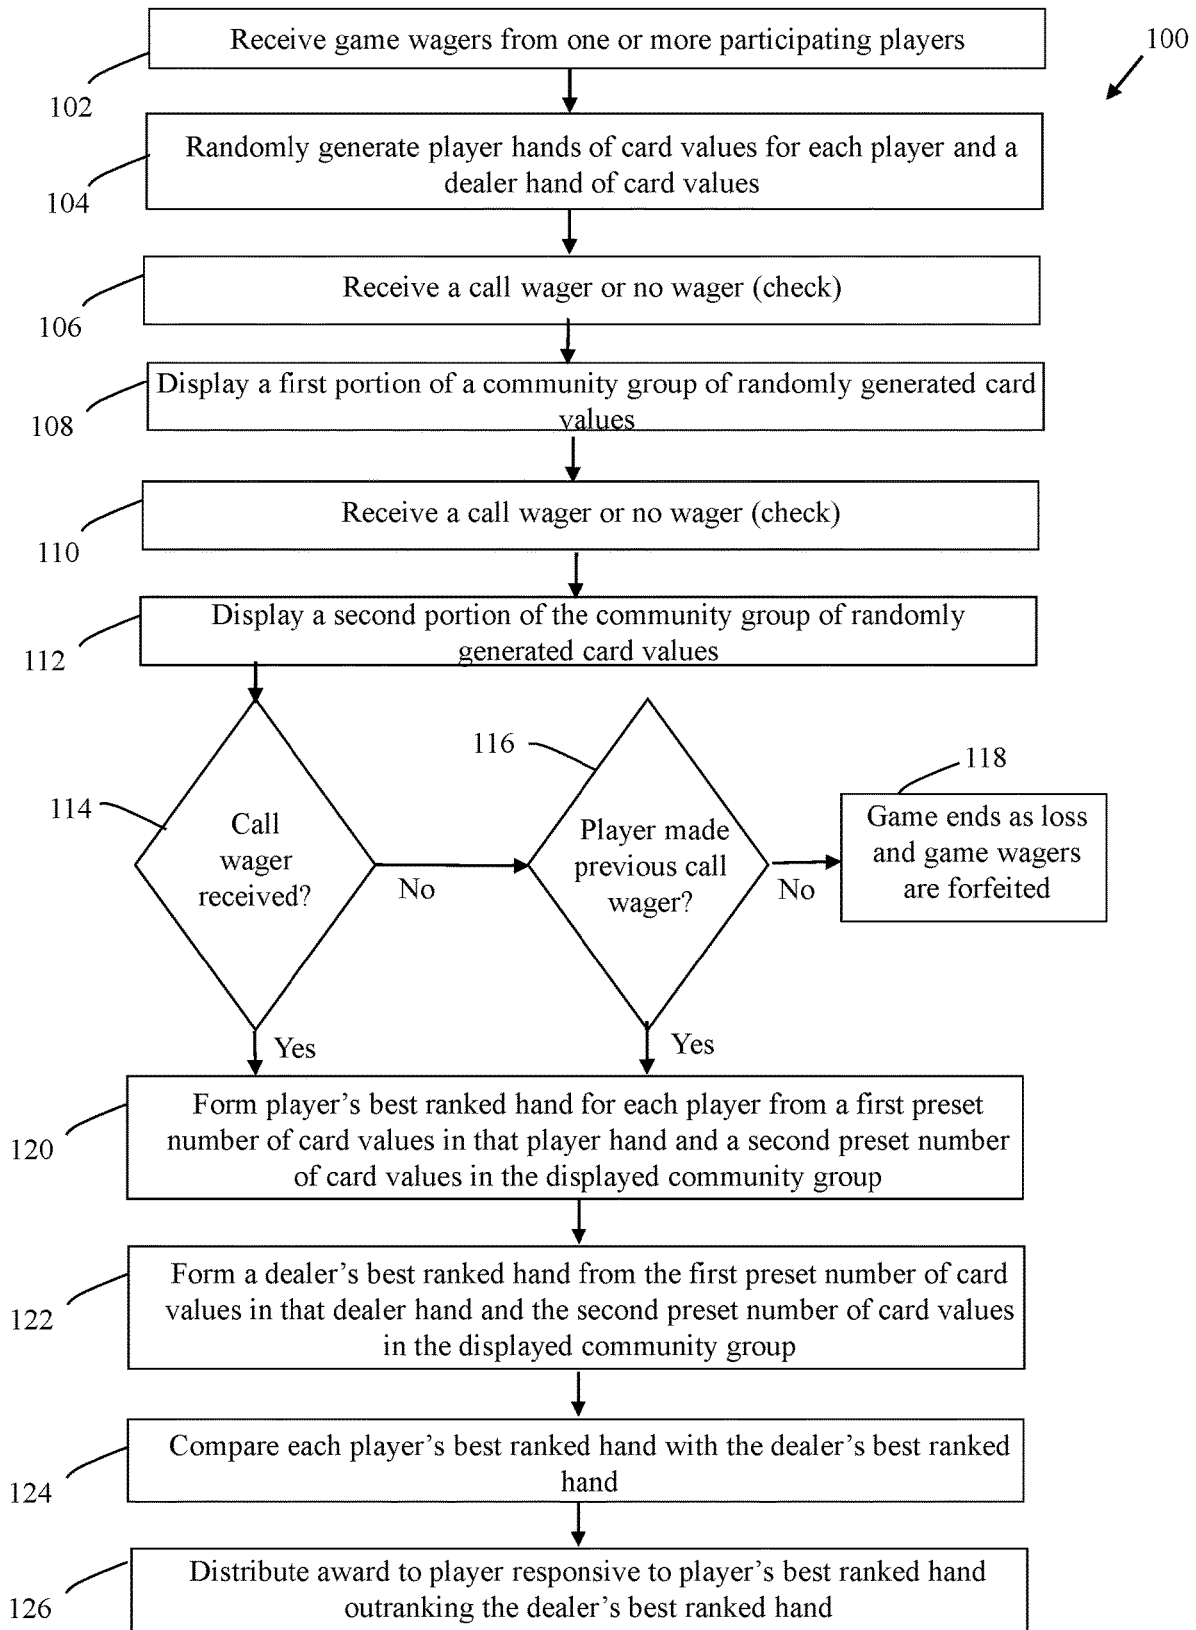 Receive game wagers from one or more participating players
100
102
Randomly generate player hands of card values for each player and a
dealer hand of card values
104
Receive a call wager or no wager (check)
106
Display a first portion of a community group of randomly generated card
values
108
Receive a call wager or no wager (check)
110
Display a second portion of the community group of randomly
generated card values
112
114
Call
wager
received?
No
116
Player made
previous call
wager?
No
118
Game ends as loss
and game wagers
are forfeited
Yes
Yes
Form player's best ranked hand for each player from a first preset
number of card values in that player hand and a second preset number
of card values in the displayed community group
120
Form a dealer's best ranked hand from the first preset number of card
values in that dealer hand and the second preset number of card values
in the displayed community group
122
Compare each player's best ranked hand with the dealer's best ranked
hand
124
Distribute award to player responsive to player's best ranked hand
outranking the dealer's best ranked hand
126